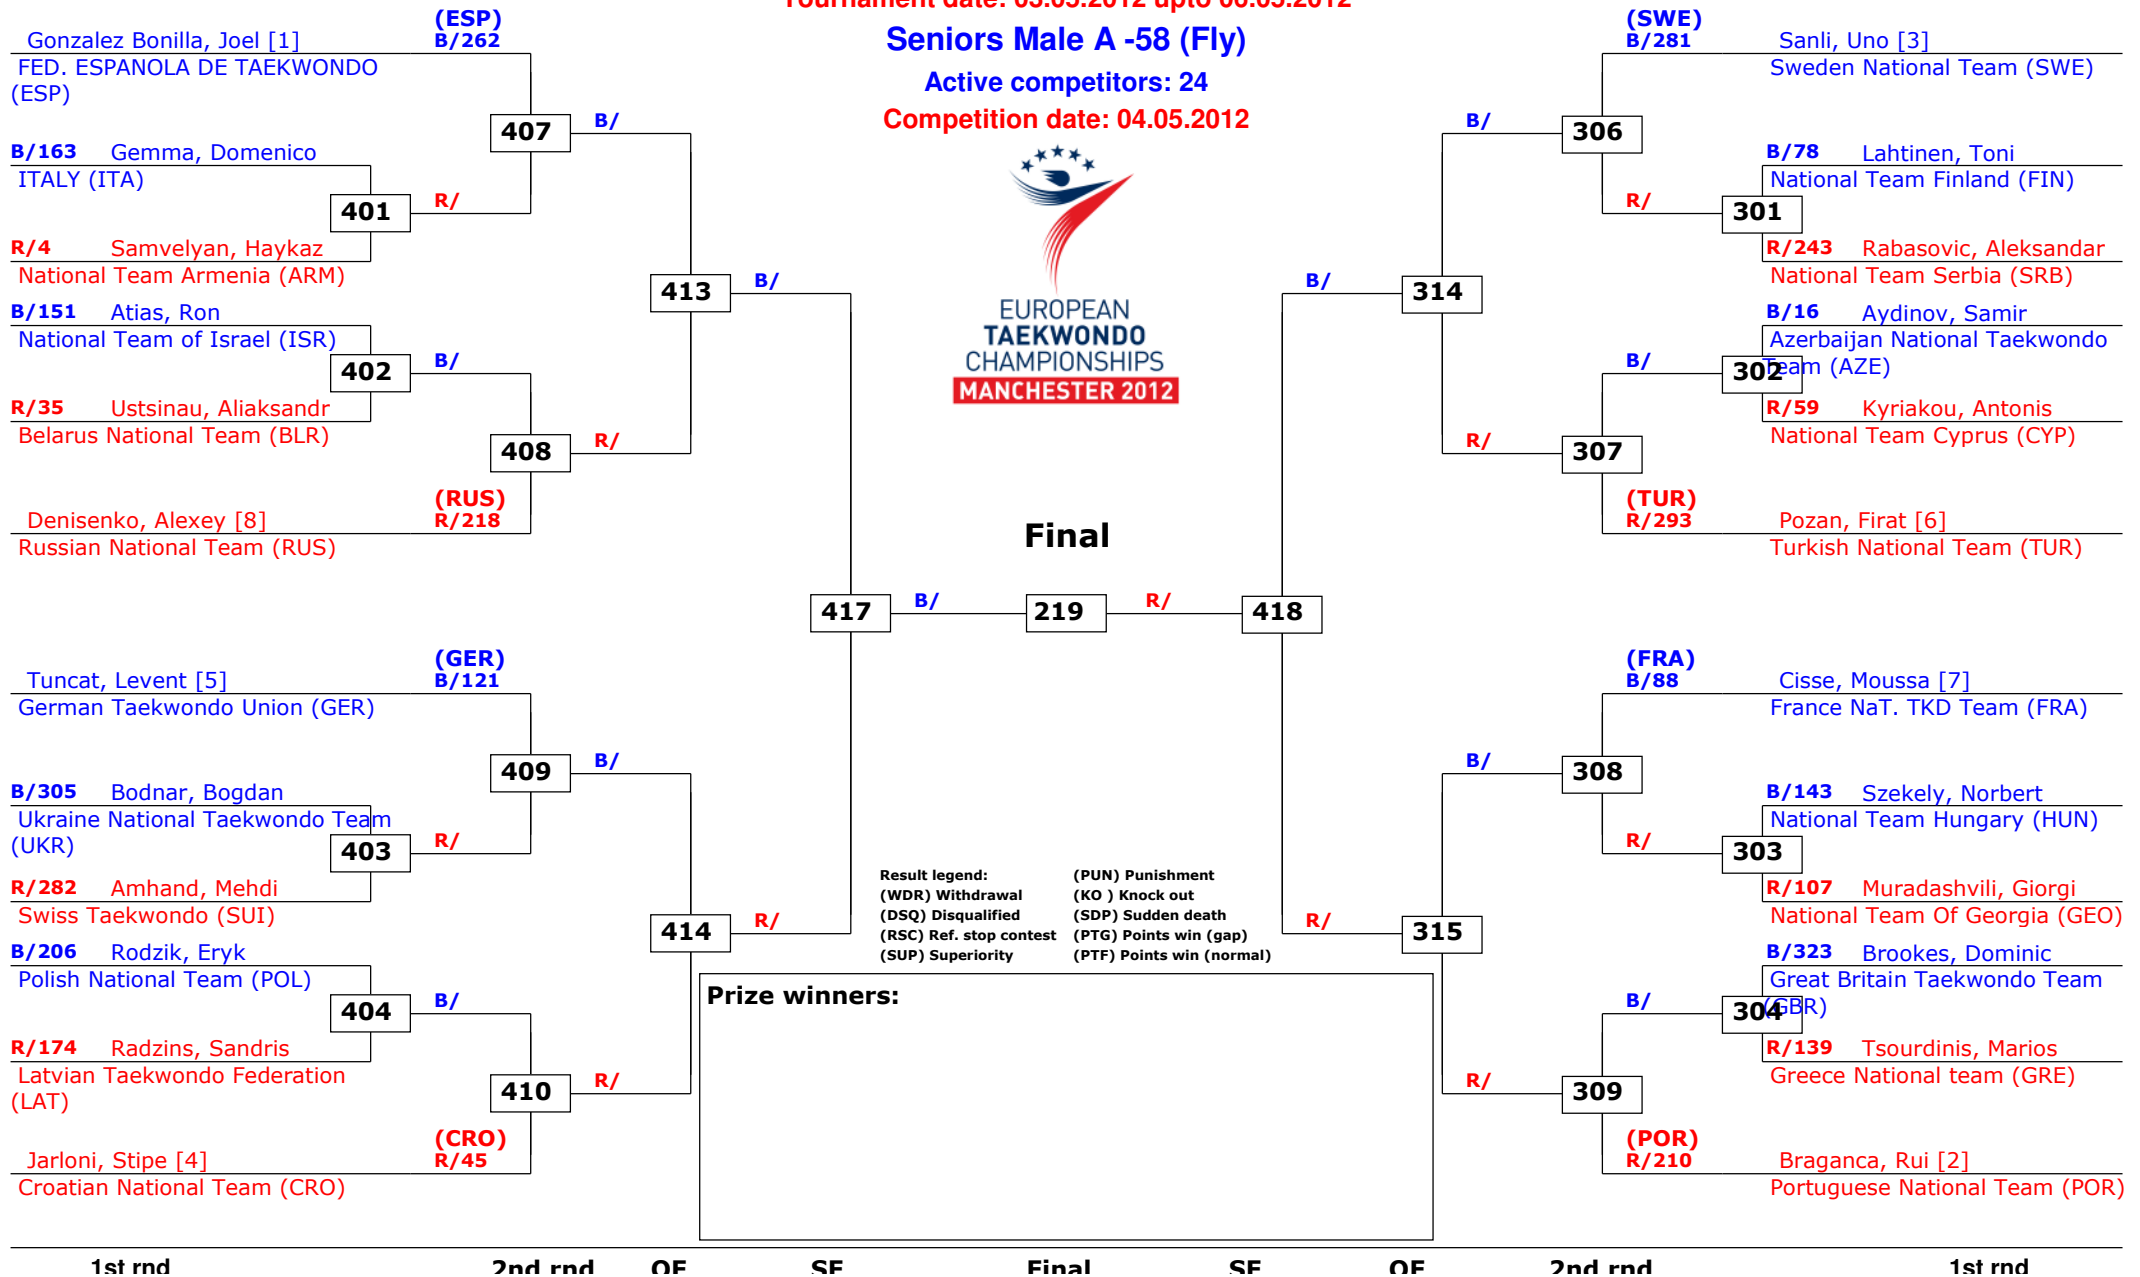 Tournament date: 03.05.2012 upto 06.05.2012
Seniors Male A -58 (Fly)
Active competitors: 24
Competition date: 04.05.2012
EUROPEAN
TAEKWONDO
CHAMPIONSHIPS
MANCHESTER 2012
(ESP)
Gonzalez Bonilla, Joel [1] B/262
FED. ESPANOLA DE TAEKWONDO
(ESP)
407 B/
B/163 Gemma, Domenico
ITALY (ITA)
401 R/
R/4 Samvelyan, Haykaz
National Team Armenia (ARM)
413 B/
B/151 Atias, Ron
National Team of Israel (ISR)
402 B/
R/35 Ustsinau, Aliaksandr
Belarus National Team (BLR)
408 R/
(RUS)
Denisenko, Alexey [8] R/218
Russian National Team (RUS)
417 B/
(GER)
Tuncat, Levent [5] B/121
German Taekwondo Union (GER)
409 B/
B/305 Bodnar, Bogdan
Ukraine National Taekwondo Team
(UKR)
403 R/
R/282 Amhand, Mehdi
Swiss Taekwondo (SUI)
414 R/
B/206 Rodzik, Eryk
Polish National Team (POL)
404 B/
R/174 Radzins, Sandris
Latvian Taekwondo Federation
(LAT)
410 R/
(CRO)
Jarloni, Stipe [4] R/45
Croatian National Team (CRO)
Final
219
(SWE)
B/281 Sanli, Uno [3]
Sweden National Team (SWE)
B/ 306
B/78 Lahtinen, Toni
National Team Finland (FIN)
R/ 301
R/243 Rabasovic, Aleksandar
National Team Serbia (SRB)
B/ 314
B/16 Aydinov, Samir
Azerbaijan National Taekwondo
Team (AZE)
B/ 302
R/59 Kyriakou, Antonis
National Team Cyprus (CYP)
R/ 307
(TUR)
R/293 Pozan, Firat [6]
Turkish National Team (TUR)
R/ 418
(FRA)
B/88 Cisse, Moussa [7]
France NaT. TKD Team (FRA)
B/ 308
B/143 Szekely, Norbert
National Team Hungary (HUN)
R/ 303
R/107 Muradashvili, Giorgi
National Team Of Georgia (GEO)
R/ 315
B/323 Brookes, Dominic
Great Britain Taekwondo Team
(GBR)
B/ 304
R/139 Tsourdinis, Marios
Greece National team (GRE)
R/ 309
(POR)
R/210 Braganca, Rui [2]
Portuguese National Team (POR)
Result legend: (PUN) Punishment
(WDR) Withdrawal (KO ) Knock out
(DSQ) Disqualified (SDP) Sudden death
(RSC) Ref. stop contest (PTG) Points win (gap)
(SUP) Superiority (PTF) Points win (normal)
Prize winners:
1st rnd 2nd rnd QF SF Final SF QF 2nd rnd 1st rnd